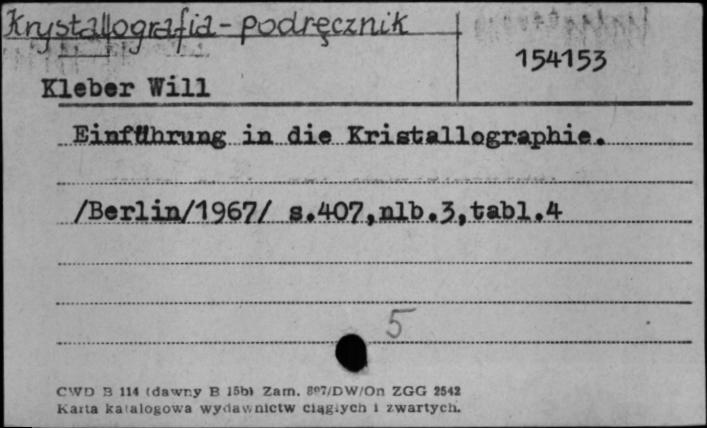 Krystallografia - podręcznik
154153
Kleber Will
Einführung in die Kristallographie.
/Berlin/1967/ s.407,nlb.3,tabl.4
5
CWD B 114 (dawny B 15b) Zam. 897/DW/On ZGG 2542
Karta katalogowa wydawnictw ciągłych i zwartych.